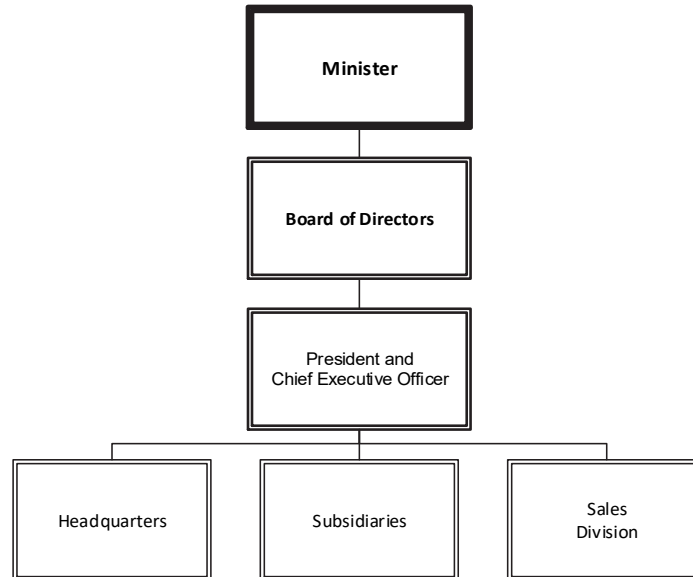 Minister
Board of Directors
President and
Chief Executive Officer
Headquarters
Subsidiaries
Sales
Division